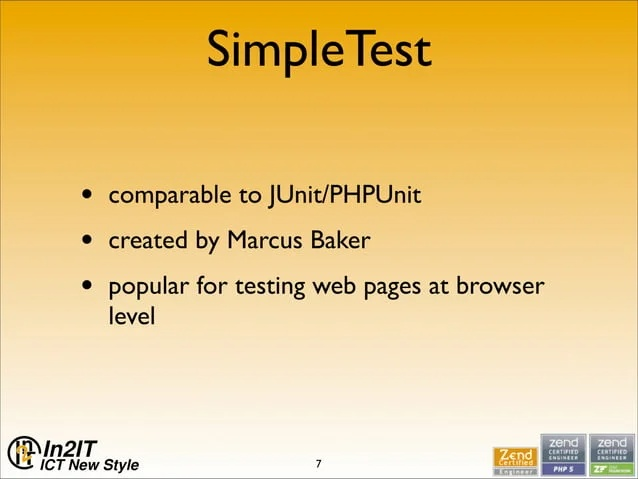 SimpleTest
• comparable to JUnit/PHPUnit
• created by Marcus Baker
• popular for testing web pages at browser
level
In2IT
ICT New Style
7
Zend
Certified
Engineer
zend
CERTIFIED
ENGINEER
PHP 5
zend
CERTIFIED
ENGINEER
ZF